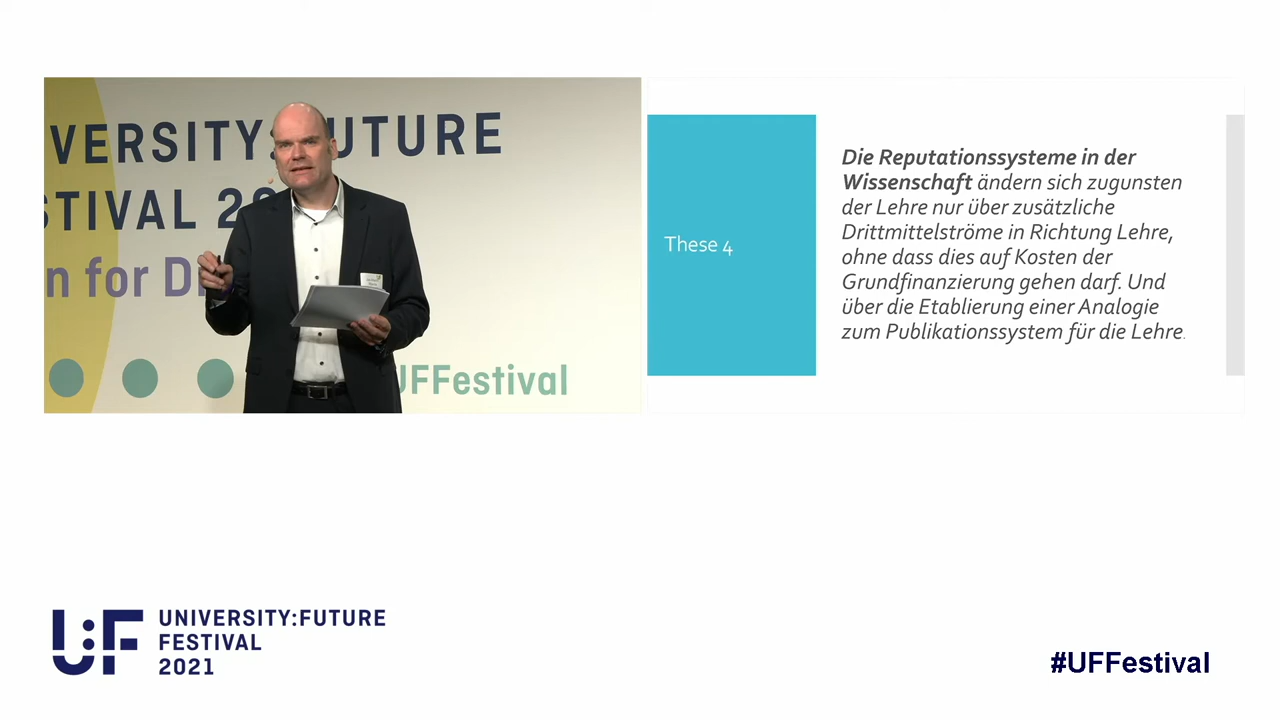 VERSITY:FUTURE
STIVAL 2
n for D
UFFestival
These 4
Die Reputationssysteme in der
Wissenschaft ändern sich zugunsten
der Lehre nur über zusätzliche
Drittmittelströme in Richtung Lehre,
ohne dass dies auf Kosten der
Grundfinanzierung gehen darf. Und
über die Etablierung einer Analogie
zum Publikationssystem für die Lehre.
U:F
UNIVERSITY:FUTURE
FESTIVAL
2021
#UFFestival